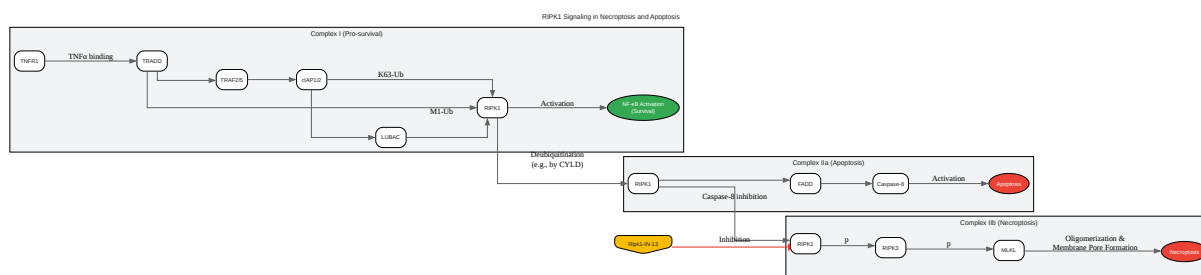 RIPK1 Signaling in Necroptosis and Apoptosis
Complex I (Pro-survival)
TNFR1
TNFα binding
TRADD
TRAF2/5
cIAP1/2
K63-Ub
M1-Ub
RIPK1
Activation
NF-κB Activation
(Survival)
LUBAC
Deubiquitination
(e.g., by CYLD)
Complex IIa (Apoptosis)
RIPK1
FADD
Caspase-8
Activation
Apoptosis
Caspase-8 inhibition
Complex IIb (Necroptosis)
Ripk1-IN-13
Inhibition
RIPK1
P
RIPK3
P
MLKL
Oligomerization &
Membrane Pore Formation
Necroptosis